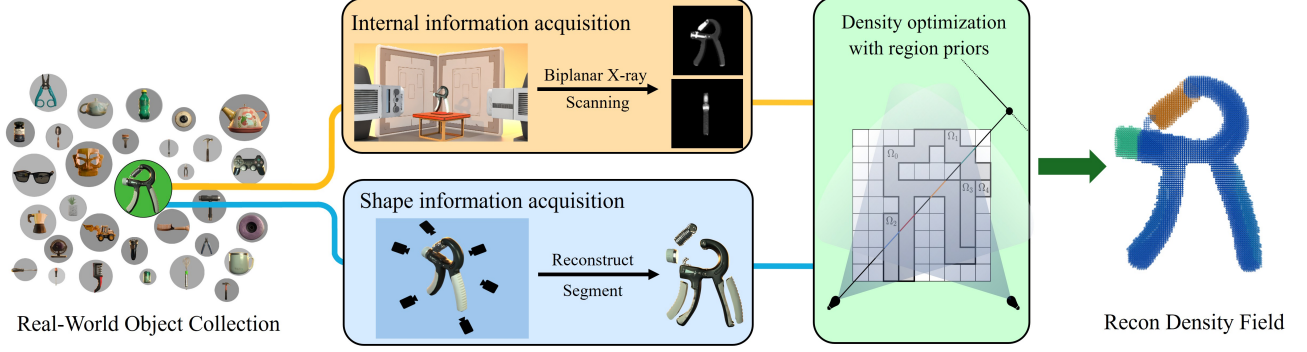 Internal information acquisition
Biplanar X-ray
Scanning
Shape information acquisition
Reconstruct
Segment
Density optimization
with region priors
Ω₁
Ω₀
Ω₃
Ω₄
Ω₂
Real-World Object Collection
Recon Density Field